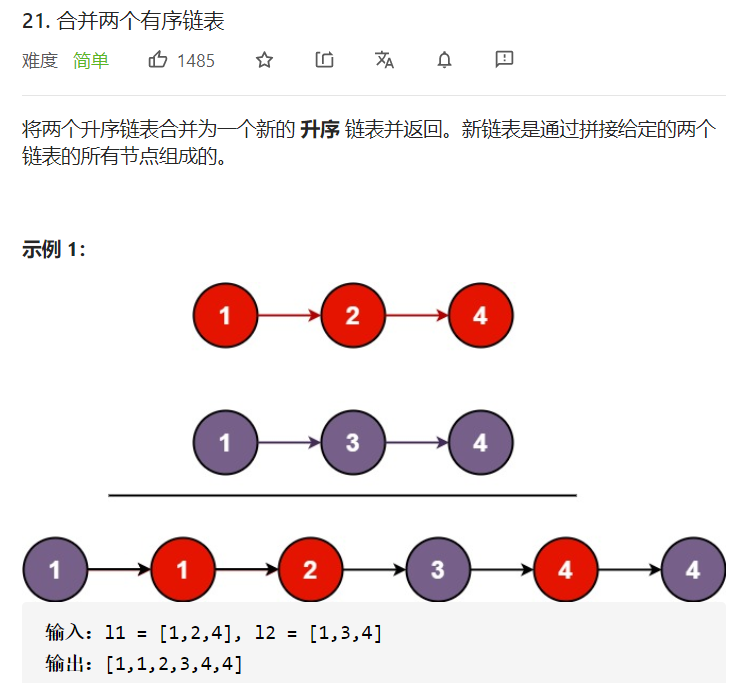 21. 合并两个有序链表
难度 简单 1485
将两个升序链表合并为一个新的 升序 链表并返回。新链表是通过拼接给定的两个
链表的所有节点组成的。
示例 1：
1 2 4
1 3 4
1 1 2 3 4 4
输入：l1 = [1,2,4], l2 = [1,3,4]
输出：[1,1,2,3,4,4]